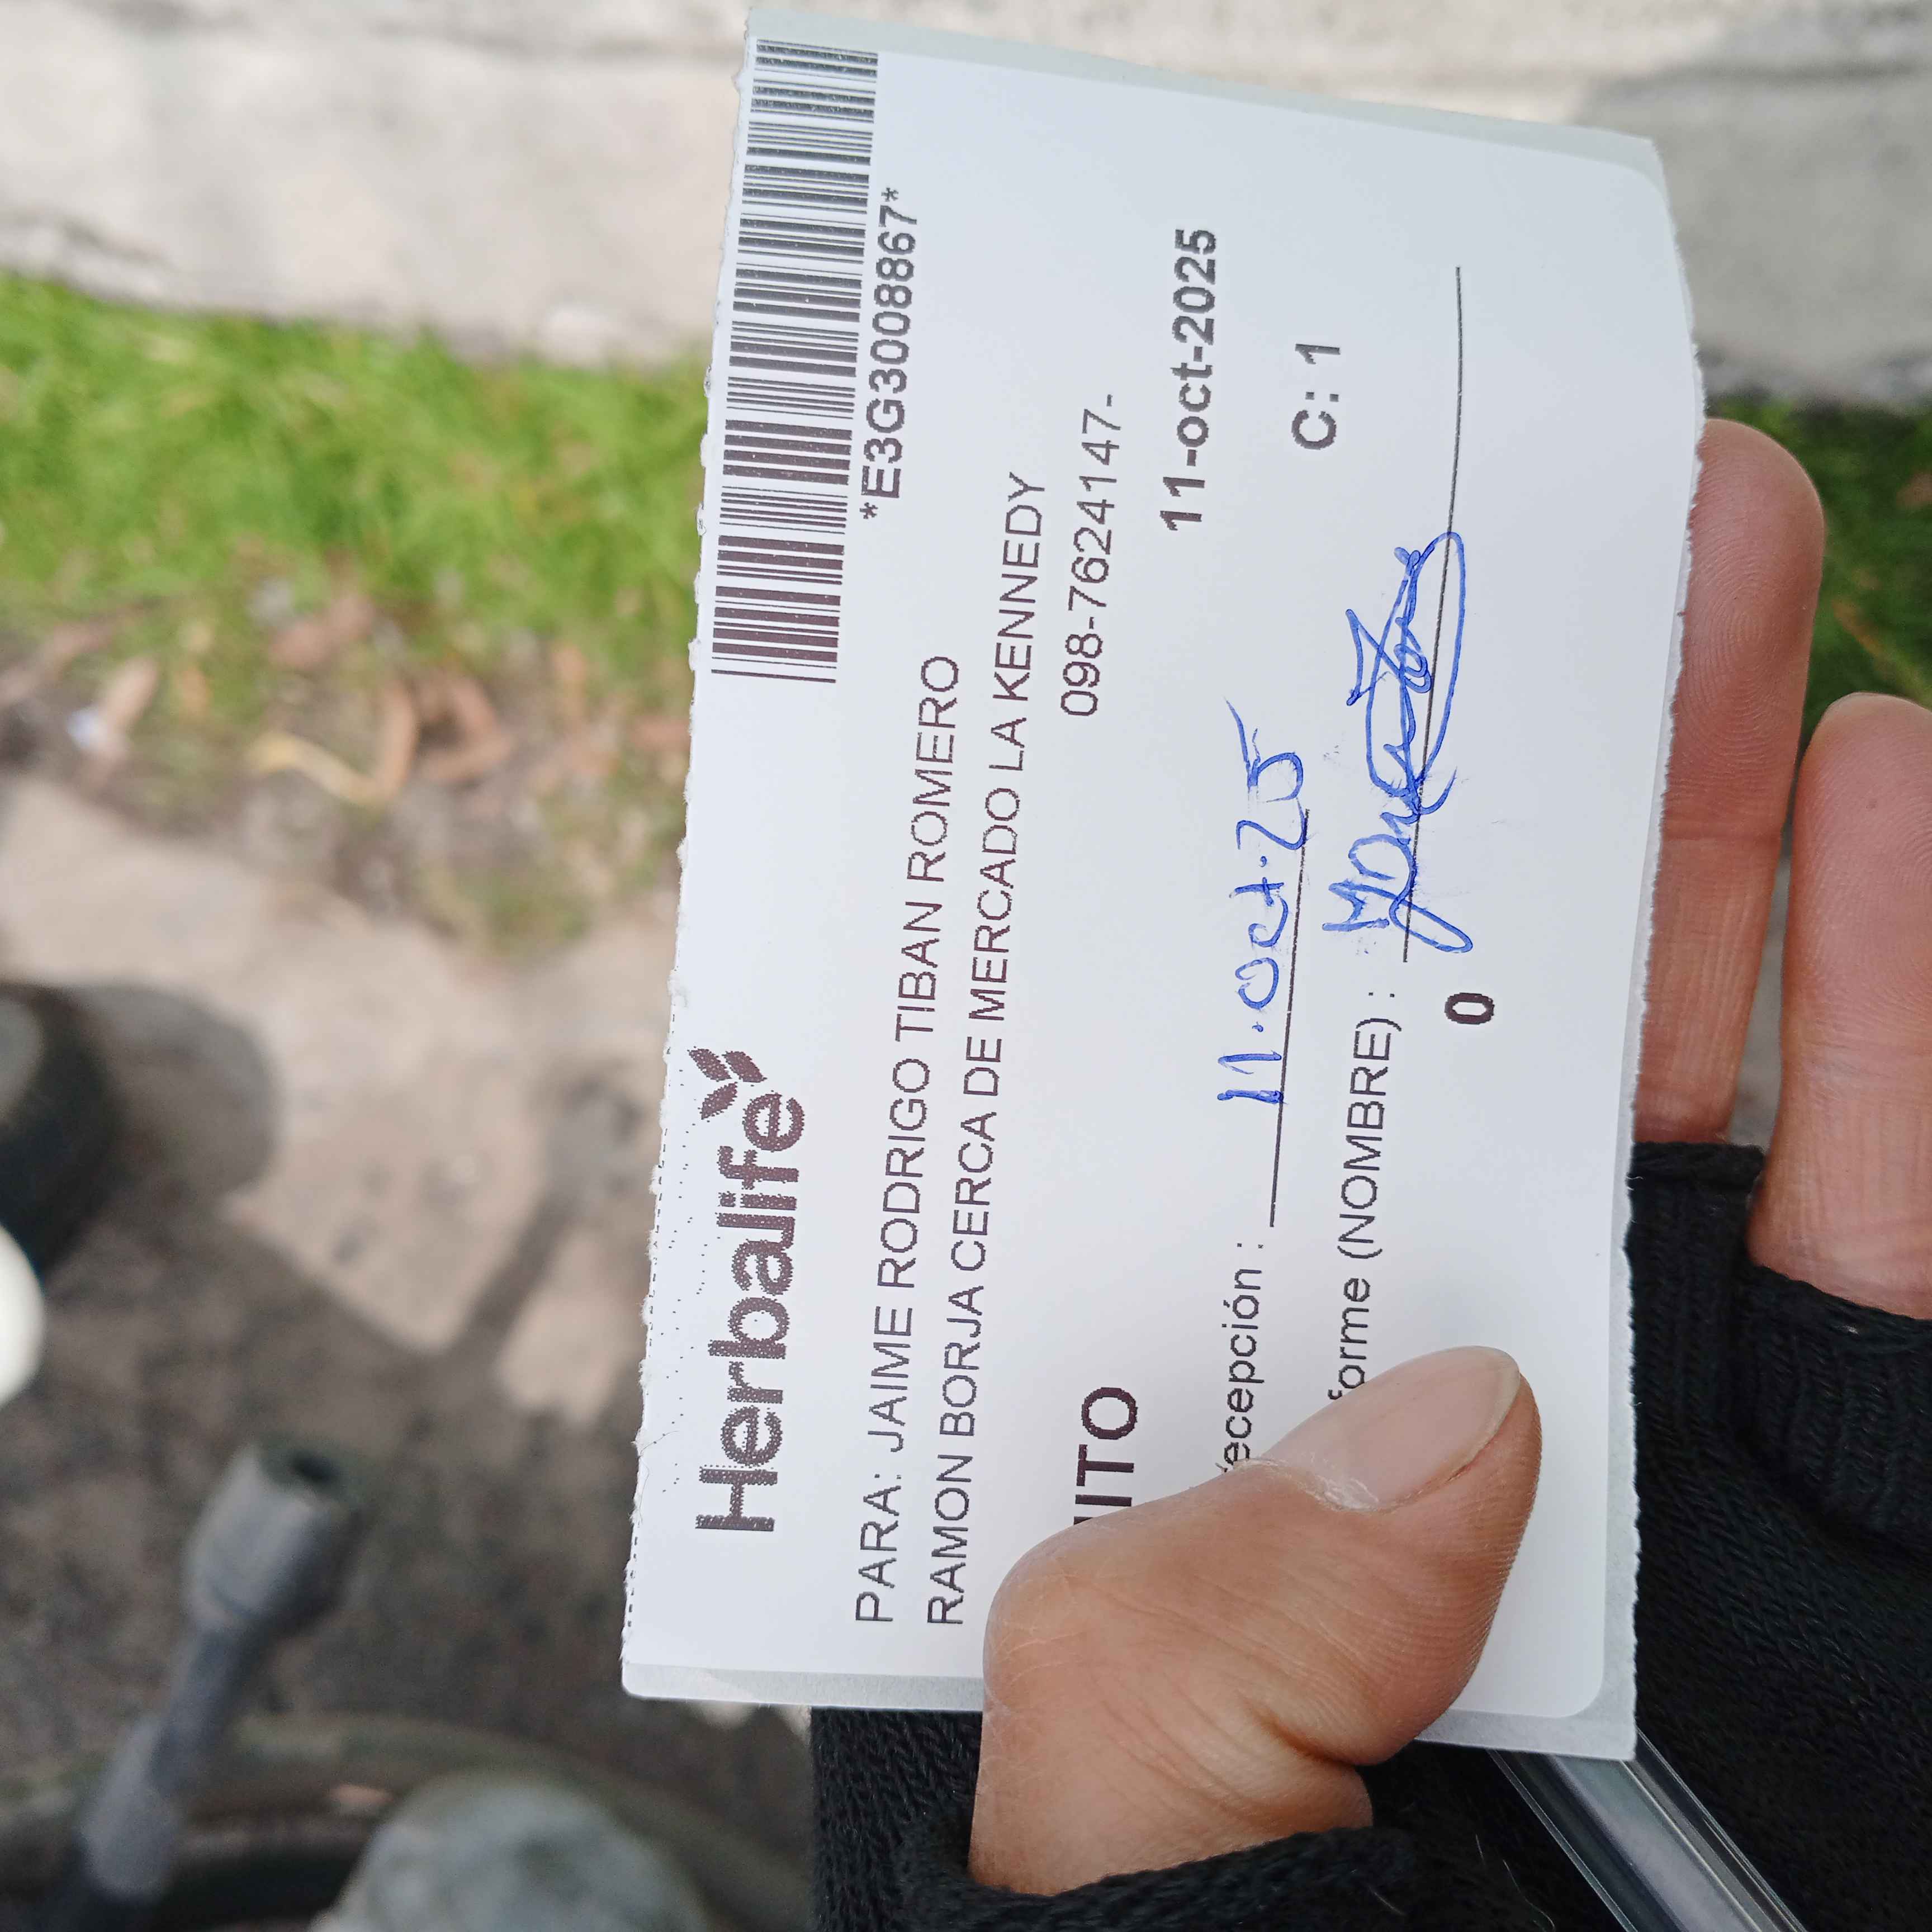 Herbalife
*E3G3008867*
PARA: JAIME RODRIGO TIBAN ROMERO
RAMON BORJA CERCA DE MERCADO LA KENNEDY
098-7624147-
ITO
11-oct-2025
ecepción : 11.oct.25
C: 1
forme (NOMBRE) :
0